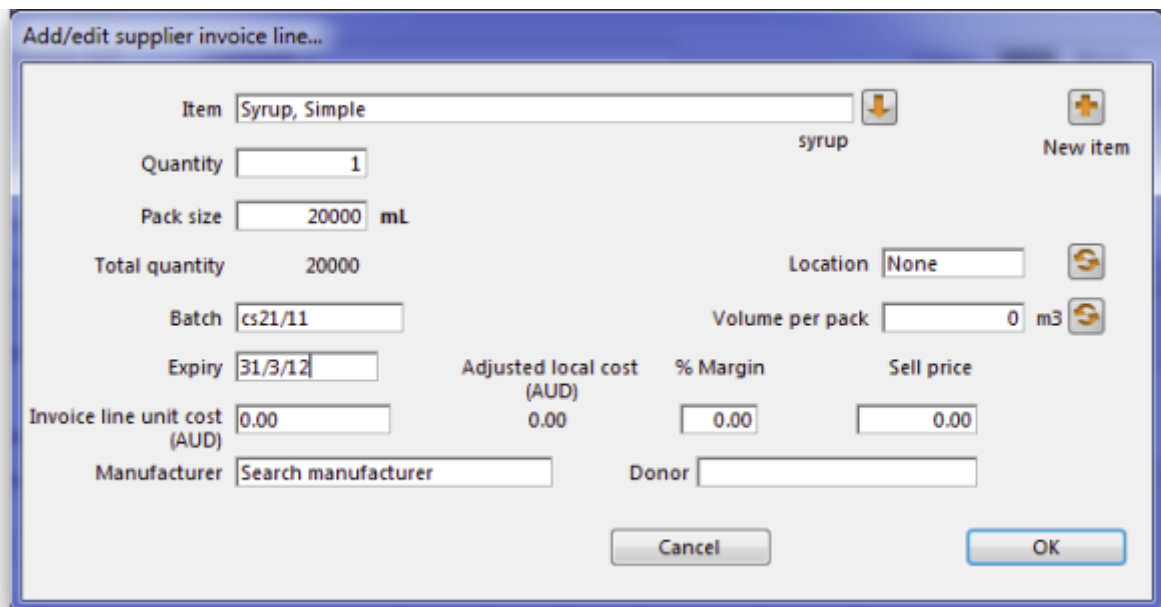 Add/edit supplier invoice line...
Item Syrup, Simple
syrup
New item
Quantity 1
Pack size 20000 mL
Total quantity 20000
Location None
Batch cs21/11
Volume per pack 0 m3
Expiry 31/3/12
Adjusted local cost (AUD)
% Margin
Sell price
Invoice line unit cost (AUD) 0.00
0.00
0.00
0.00
Manufacturer Search manufacturer
Donor
Cancel
OK